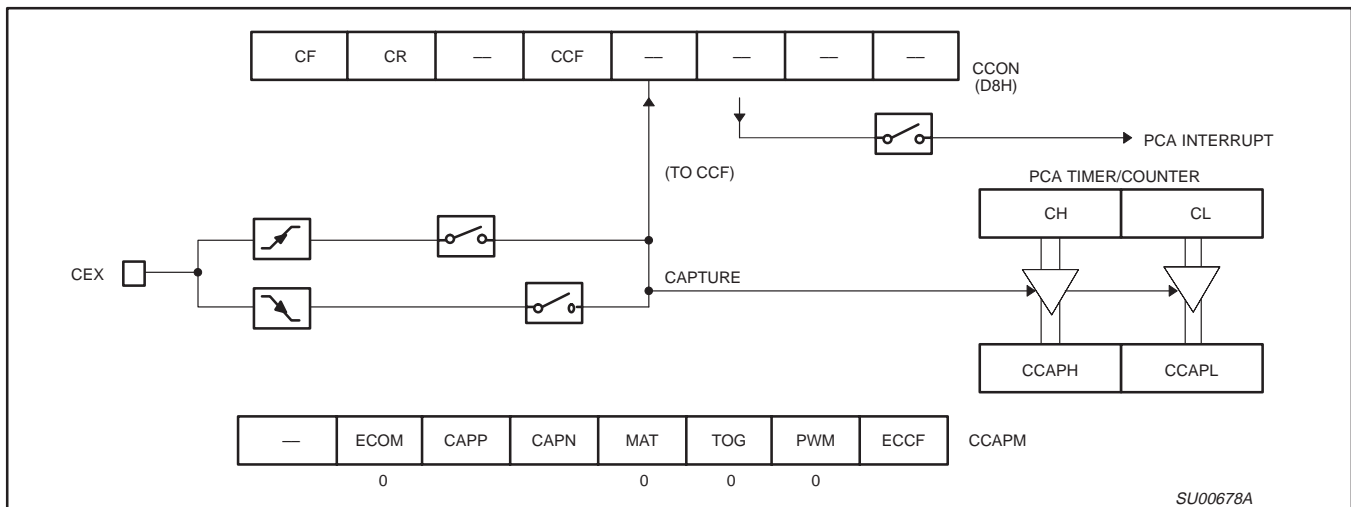 CF CR — CCF — — — —
CCON
(D8H)
PCA INTERRUPT
(TO CCF)
PCA TIMER/COUNTER
CH CL
CEX
CAPTURE
CCAPH CCAPL
— ECOM CAPP CAPN MAT TOG PWM ECCF CCAPM
0 0 0 0
SU00678A